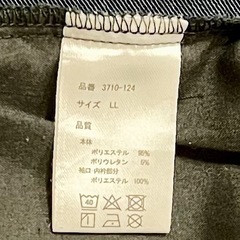 品番 3710-124
サイズ LL
品質
本体
ポリエステル 95%
ポリウレタン 5%
袖口 内衿部分
ポリエステル 100%
40